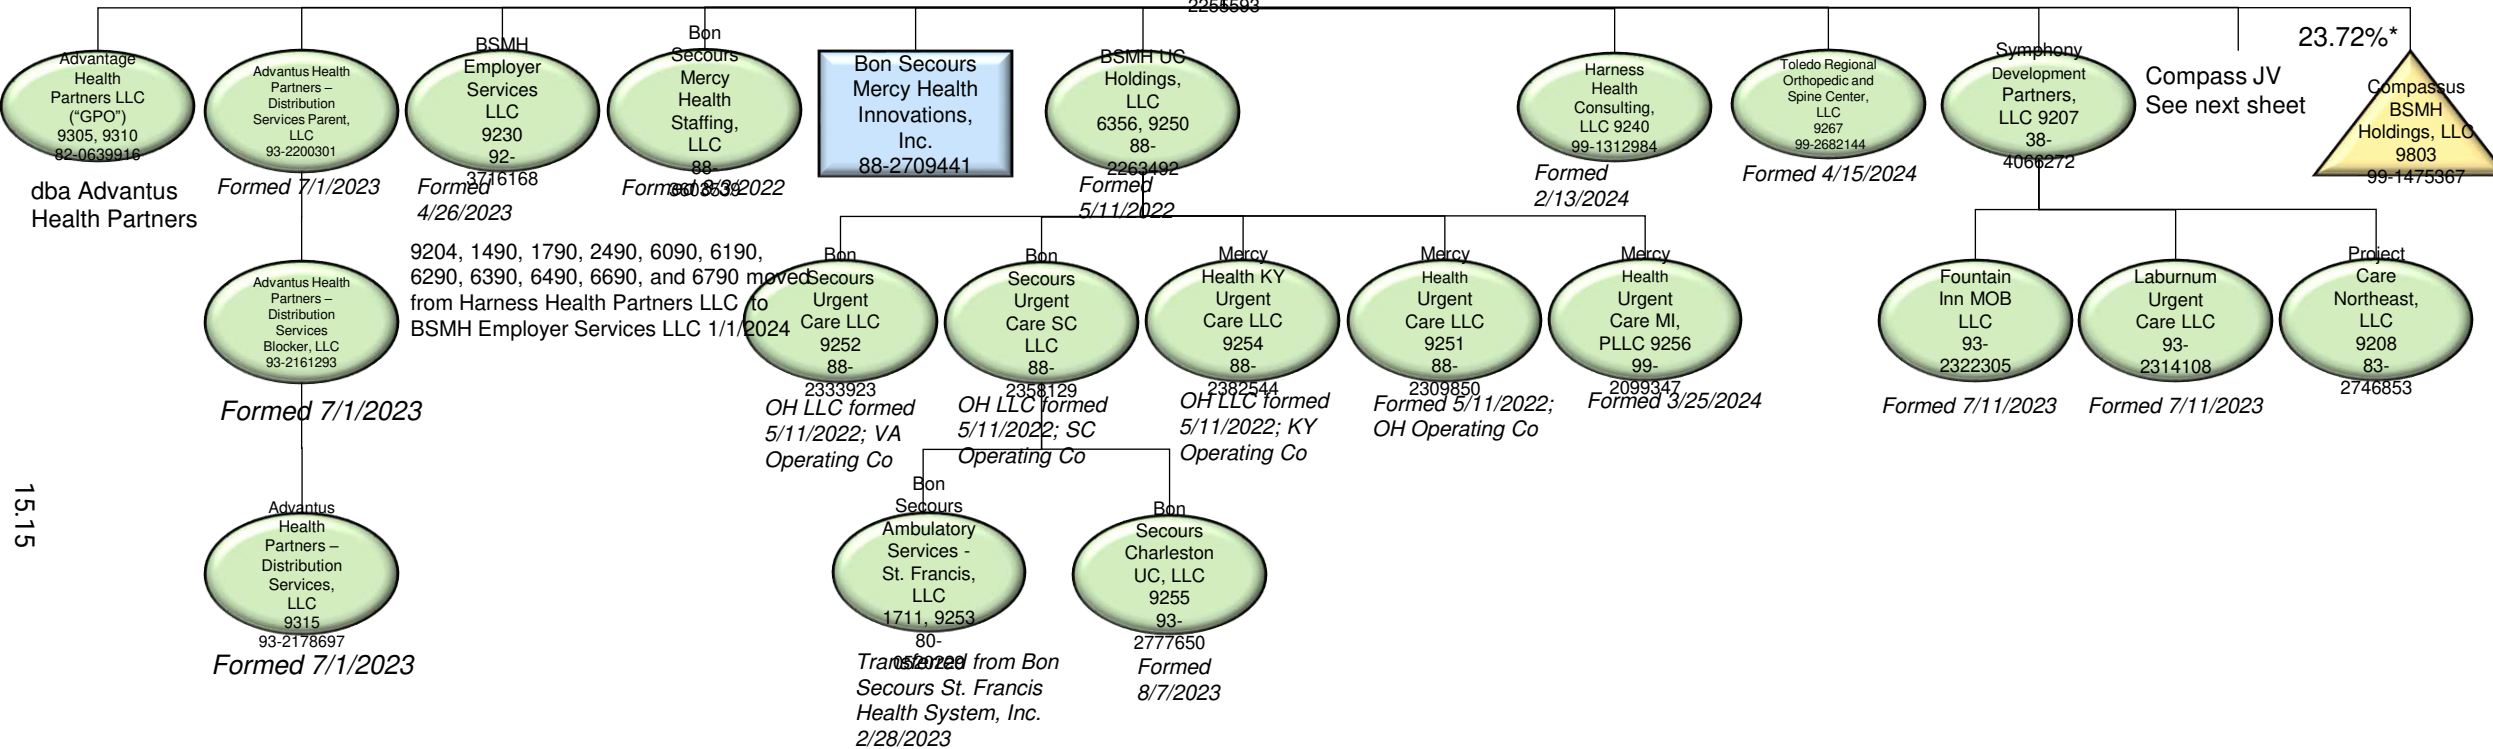 2255593
Advantage
Health
Partners LLC
(“GPO”)
9305, 9310
82-0639916
dba Advantus
Health Partners
Advantus Health
Partners –
Distribution
Services Parent,
LLC
93-2200301
Formed 7/1/2023
BSMH
Employer
Services
LLC
9230
92-
3716168
Formed
4/26/2023
Bon
Secours
Mercy
Health
Staffing,
LLC
88-
3603539
Formed 8/3/2022
Bon Secours
Mercy Health
Innovations,
Inc.
88-2709441
BSMH UC
Holdings,
LLC
6356, 9250
88-
2263492
Formed
5/11/2022
Harness
Health
Consulting,
LLC 9240
99-1312984
Formed
2/13/2024
Toledo Regional
Orthopedic and
Spine Center,
LLC
9267
99-2682144
Formed 4/15/2024
Symphony
Development
Partners,
LLC 9207
38-
4066272
Compass JV
See next sheet
23.72%*
Compassus
BSMH
Holdings, LLC
9803
99-1475367
9204, 1490, 1790, 2490, 6090, 6190,
6290, 6390, 6490, 6690, and 6790 moved
from Harness Health Partners LLC to
BSMH Employer Services LLC 1/1/2024
Advantus Health
Partners –
Distribution
Services
Blocker, LLC
93-2161293
Formed 7/1/2023
Bon
Secours
Urgent
Care LLC
9252
88-
2333923
OH LLC formed
5/11/2022; VA
Operating Co
Bon
Secours
Urgent
Care SC
LLC
88-
2358129
OH LLC formed
5/11/2022; SC
Operating Co
Mercy
Health KY
Urgent
Care LLC
9254
88-
2382544
OH LLC formed
5/11/2022; KY
Operating Co
Mercy
Health
Urgent
Care LLC
9251
88-
2309850
Formed 5/11/2022;
OH Operating Co
Mercy
Health
Urgent
Care MI,
PLLC 9256
99-
2099347
Formed 3/25/2024
Fountain
Inn MOB
LLC
93-
2322305
Formed 7/11/2023
Laburnum
Urgent
Care LLC
93-
2314108
Formed 7/11/2023
Project
Care
Northeast,
LLC
9208
83-
2746853
Advantus
Health
Partners –
Distribution
Services,
LLC
9315
93-2178697
Formed 7/1/2023
Bon
Secours
Ambulatory
Services -
St. Francis,
LLC
1711, 9253
80-
Transferred from Bon
Secours St. Francis
Health System, Inc.
2/28/2023
Bon
Secours
Charleston
UC, LLC
9255
93-
2777650
Formed
8/7/2023
15.15